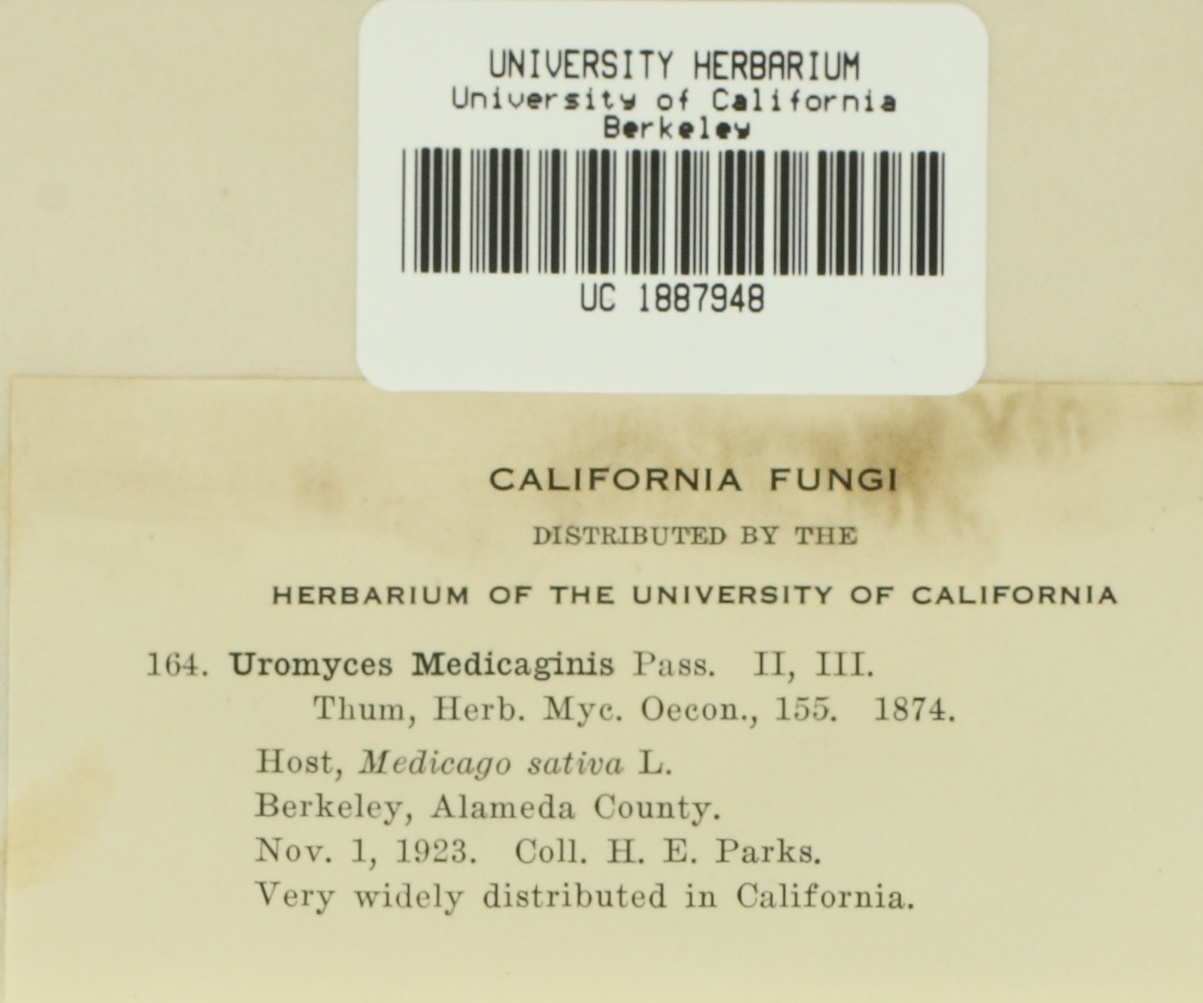 UNIVERSITY HERBARIUM
University of California
Berkeley
UC 1887948
CALIFORNIA FUNGI
DISTRIBUTED BY THE
HERBARIUM OF THE UNIVERSITY OF CALIFORNIA
164. Uromyces Medicaginis Pass. II, III.
Thum, Herb. Myc. Oecon., 155. 1874.
Host, Medicago sativa L.
Berkeley, Alameda County.
Nov. 1, 1923. Coll. H. E. Parks.
Very widely distributed in California.